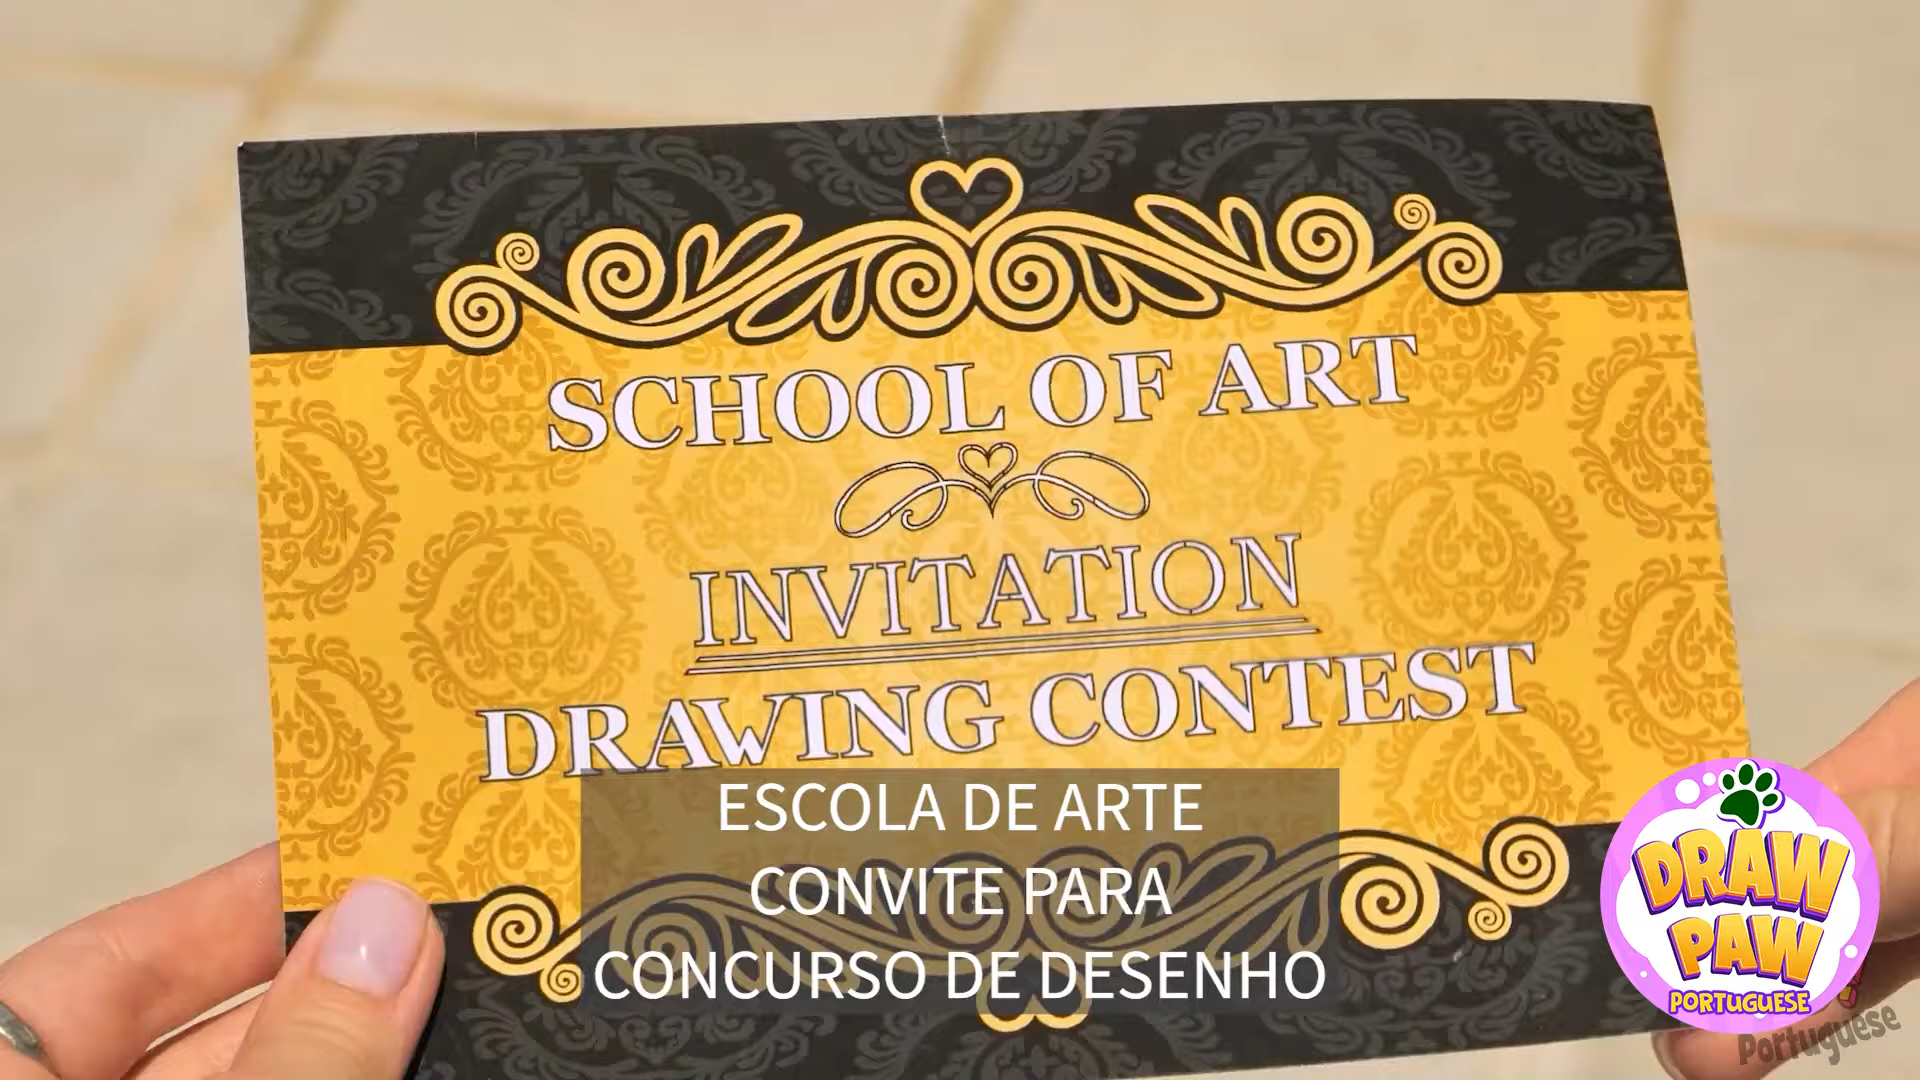 SCHOOL OF ART
INVITATION
DRAWING CONTEST
ESCOLA DE ARTE
CONVITE PARA
CONCURSO DE DESENHO
DRAW
PAW
PORTUGUESE
Portuguese